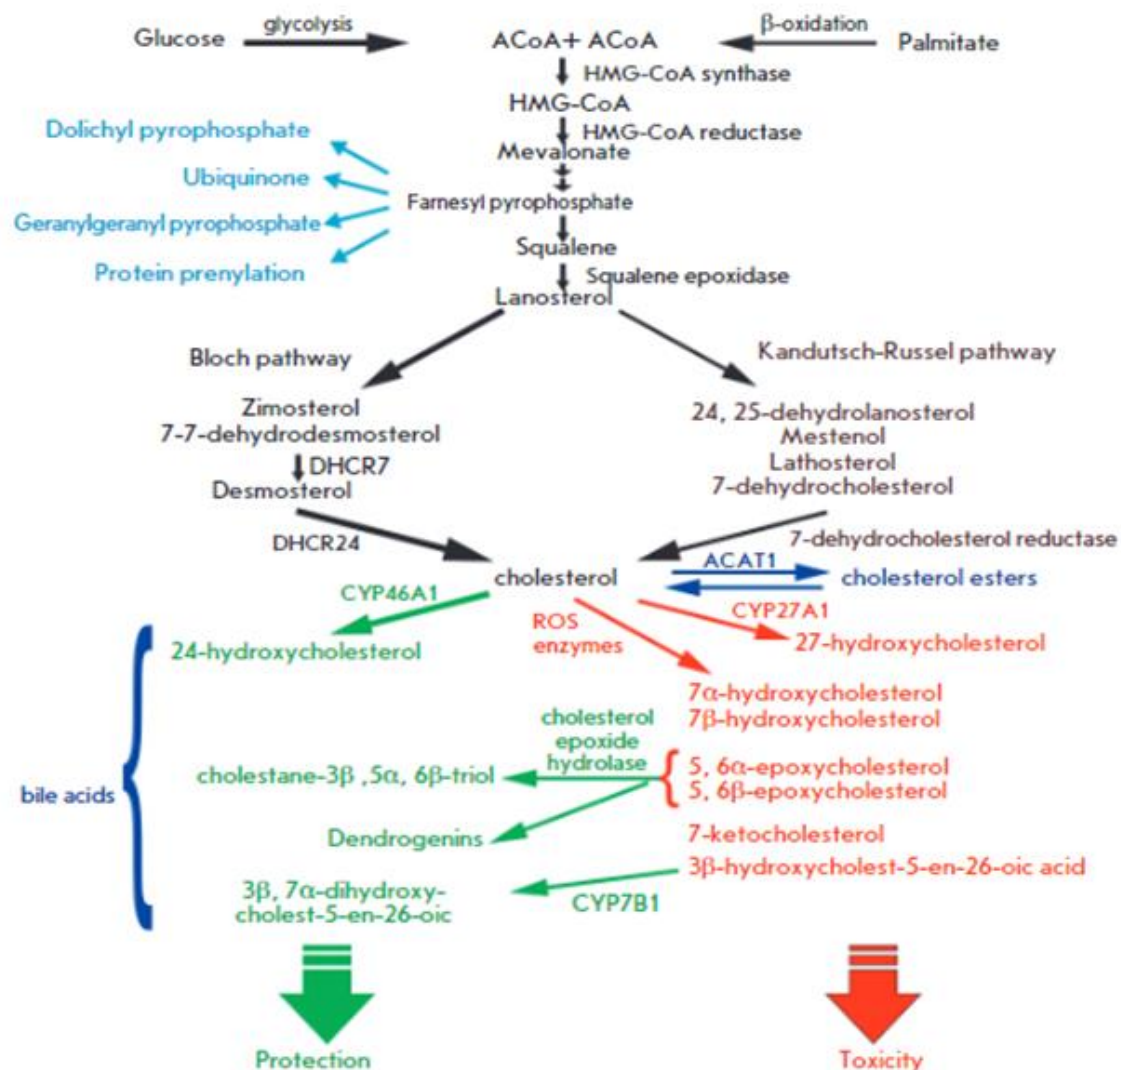 Glucose
glycolysis
ACoA+ ACoA
β-oxidation
Palmitate
HMG-CoA synthase
HMG-CoA
HMG-CoA reductase
Mevalonate
Dolichyl pyrophosphate
Ubiquinone
Geranylgeranyl pyrophosphate
Protein prenylation
Farnesyl pyrophosphate
Squalene
Squalene epoxidase
Lanosterol
Bloch pathway
Kandutsch-Russel pathway
Zimosterol
7-7-dehydrodesmosterol
DHCR7
Desmosterol
DHCR24
24, 25-dehydrolanosterol
Mestenol
Lathosterol
7-dehydrocholesterol
7-dehydrocholesterol reductase
cholesterol
ACAT1
cholesterol esters
CYP46A1
24-hydroxycholesterol
ROS
enzymes
CYP27A1
27-hydroxycholesterol
7α-hydroxycholesterol
7β-hydroxycholesterol
cholesterol
epoxide
hydrolase
cholestane-3β ,5α, 6β-triol
5, 6α-epoxycholesterol
5, 6β-epoxycholesterol
bile acids
Dendrogenins
7-ketocholesterol
3β-hydroxycholest-5-en-26-oic acid
CYP7B1
3β, 7α-dihydroxy-
cholest-5-en-26-oic
Protection
Toxicity